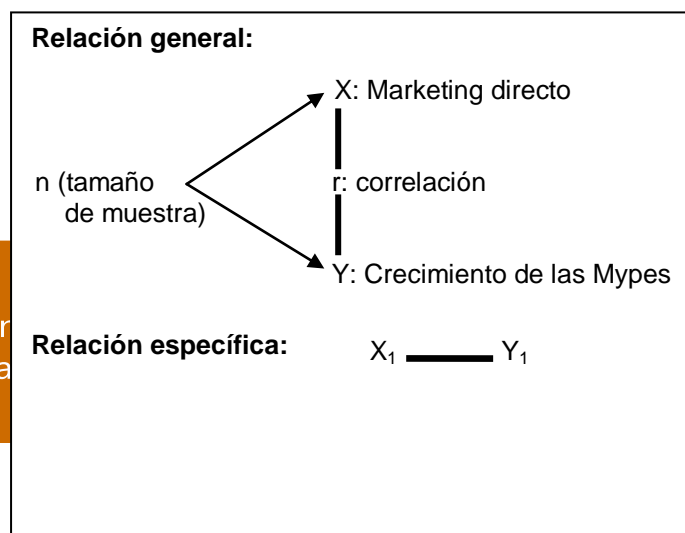 Relación general:
X: Marketing directo
n (tamaño
r: correlación
de muestra)
Y: Crecimiento de las Mypes
Relación específica:
X₁ Y₁